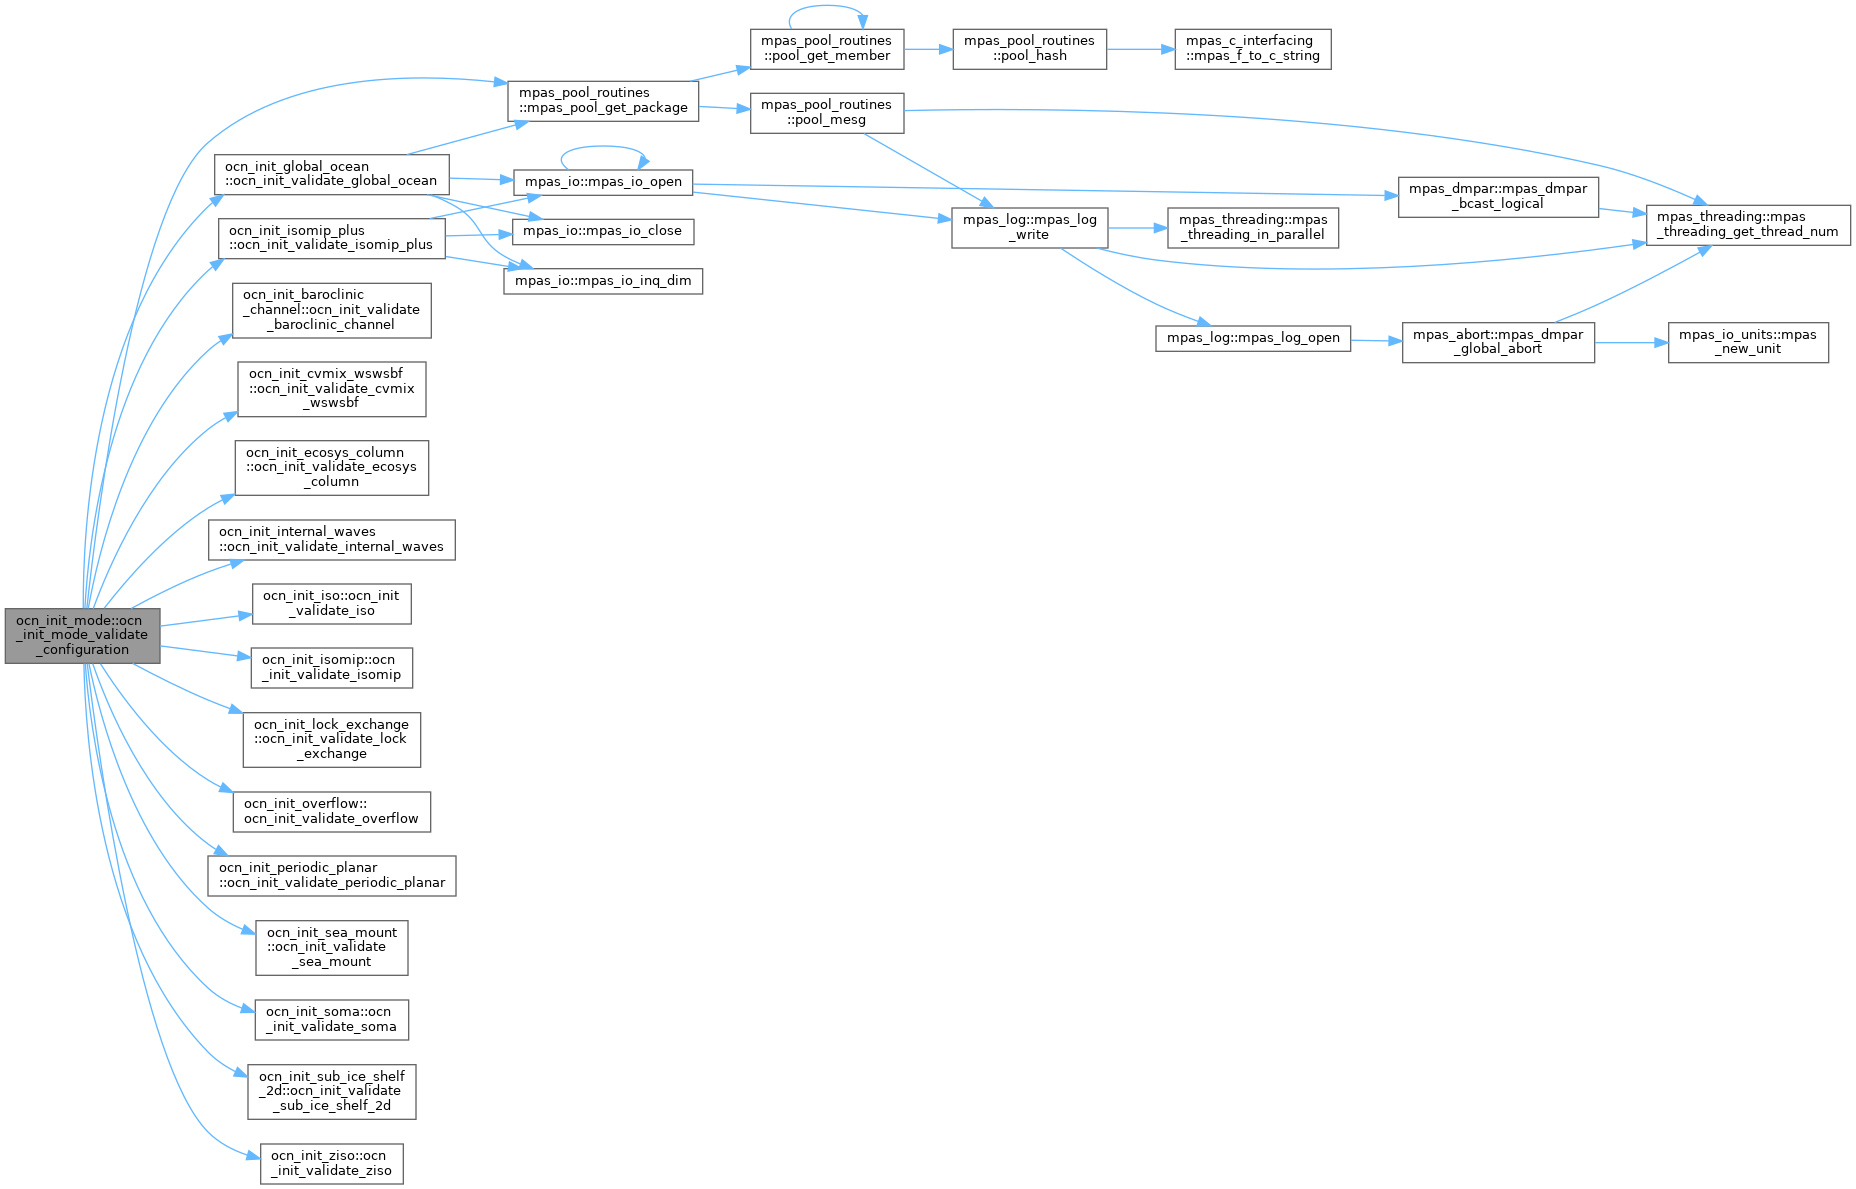 ocn_init_mode::ocn
_init_mode_validate
_configuration
mpas_pool_routines
::mpas_pool_get_package
mpas_pool_routines
::pool_get_member
mpas_pool_routines
::pool_hash
mpas_c_interfacing
::mpas_f_to_c_string
mpas_pool_routines
::pool_mesg
ocn_init_global_ocean
::ocn_init_validate_global_ocean
mpas_io::mpas_io_open
mpas_io::mpas_io_close
mpas_io::mpas_io_inq_dim
mpas_log::mpas_log
_write
mpas_threading::mpas
_threading_in_parallel
mpas_dmpar::mpas_dmpar
_bcast_logical
mpas_threading::mpas
_threading_get_thread_num
mpas_log::mpas_log_open
mpas_abort::mpas_dmpar
_global_abort
mpas_io_units::mpas
_new_unit
ocn_init_isomip_plus
::ocn_init_validate_isomip_plus
ocn_init_baroclinic
_channel::ocn_init_validate
_baroclinic_channel
ocn_init_cvmix_wswsbf
::ocn_init_validate_cvmix
_wswsbf
ocn_init_ecosys_column
::ocn_init_validate_ecosys
_column
ocn_init_internal_waves
::ocn_init_validate_internal_waves
ocn_init_iso::ocn_init
_validate_iso
ocn_init_isomip::ocn
_init_validate_isomip
ocn_init_lock_exchange
::ocn_init_validate_lock
_exchange
ocn_init_overflow::
ocn_init_validate_overflow
ocn_init_periodic_planar
::ocn_init_validate_periodic_planar
ocn_init_sea_mount
::ocn_init_validate
_sea_mount
ocn_init_soma::ocn
_init_validate_soma
ocn_init_sub_ice_shelf
_2d::ocn_init_validate
_sub_ice_shelf_2d
ocn_init_ziso::ocn
_init_validate_ziso